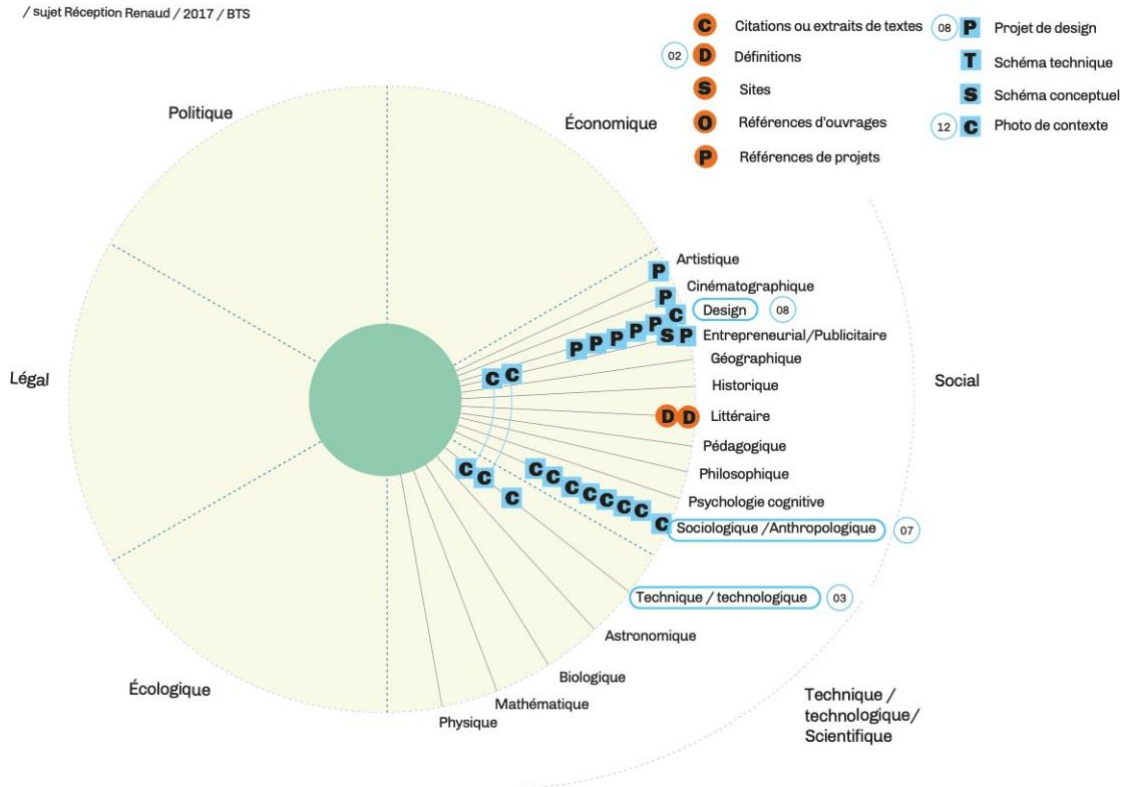 / sujet Réception Renaud / 2017 / BTS
C Citations ou extraits de textes
02 D Définitions
S Sites
O Références d'ouvrages
P Références de projets
08 P Projet de design
T Schéma technique
S Schéma conceptuel
12 C Photo de contexte
Politique
Économique
Légal
Écologique
Social
Technique /
technologique/
Scientifique
P Artistique
P Cinématographique
P P P P P C Design 08
C C S P Entrepreneurial/Publicitaire
Géographique
Historique
D D Littéraire
Pédagogique
Philosophique
Psychologie cognitive
C C C C C C C C Sociologique /Anthropologique 07
C C C Technique / technologique 03
Astronomique
Biologique
Mathématique
Physique